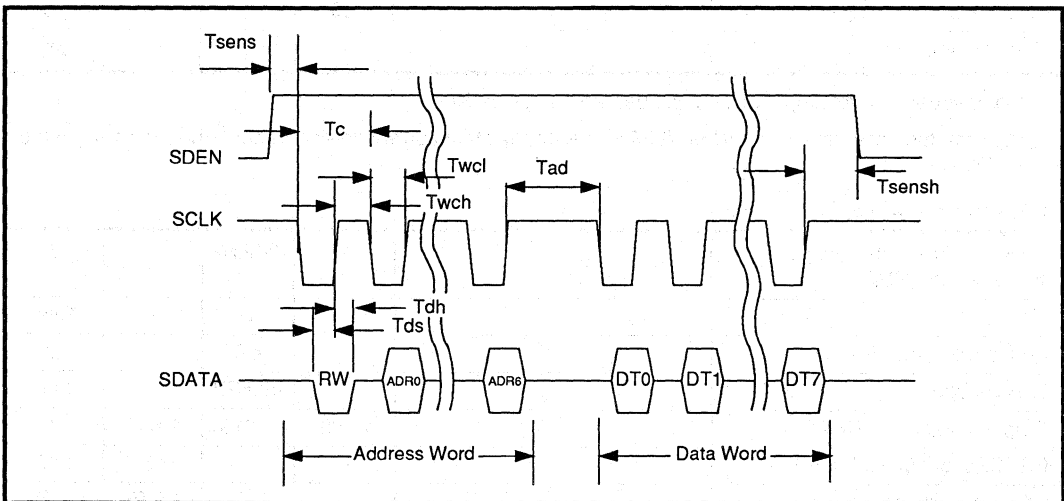 Tsens
Tc
SDEN
Twcl
Tad
Tsensh
Twch
SCLK
Tdh
Tds
SDATA
RW
ADR0
ADR6
DT0
DT1
DT7
Address Word
Data Word